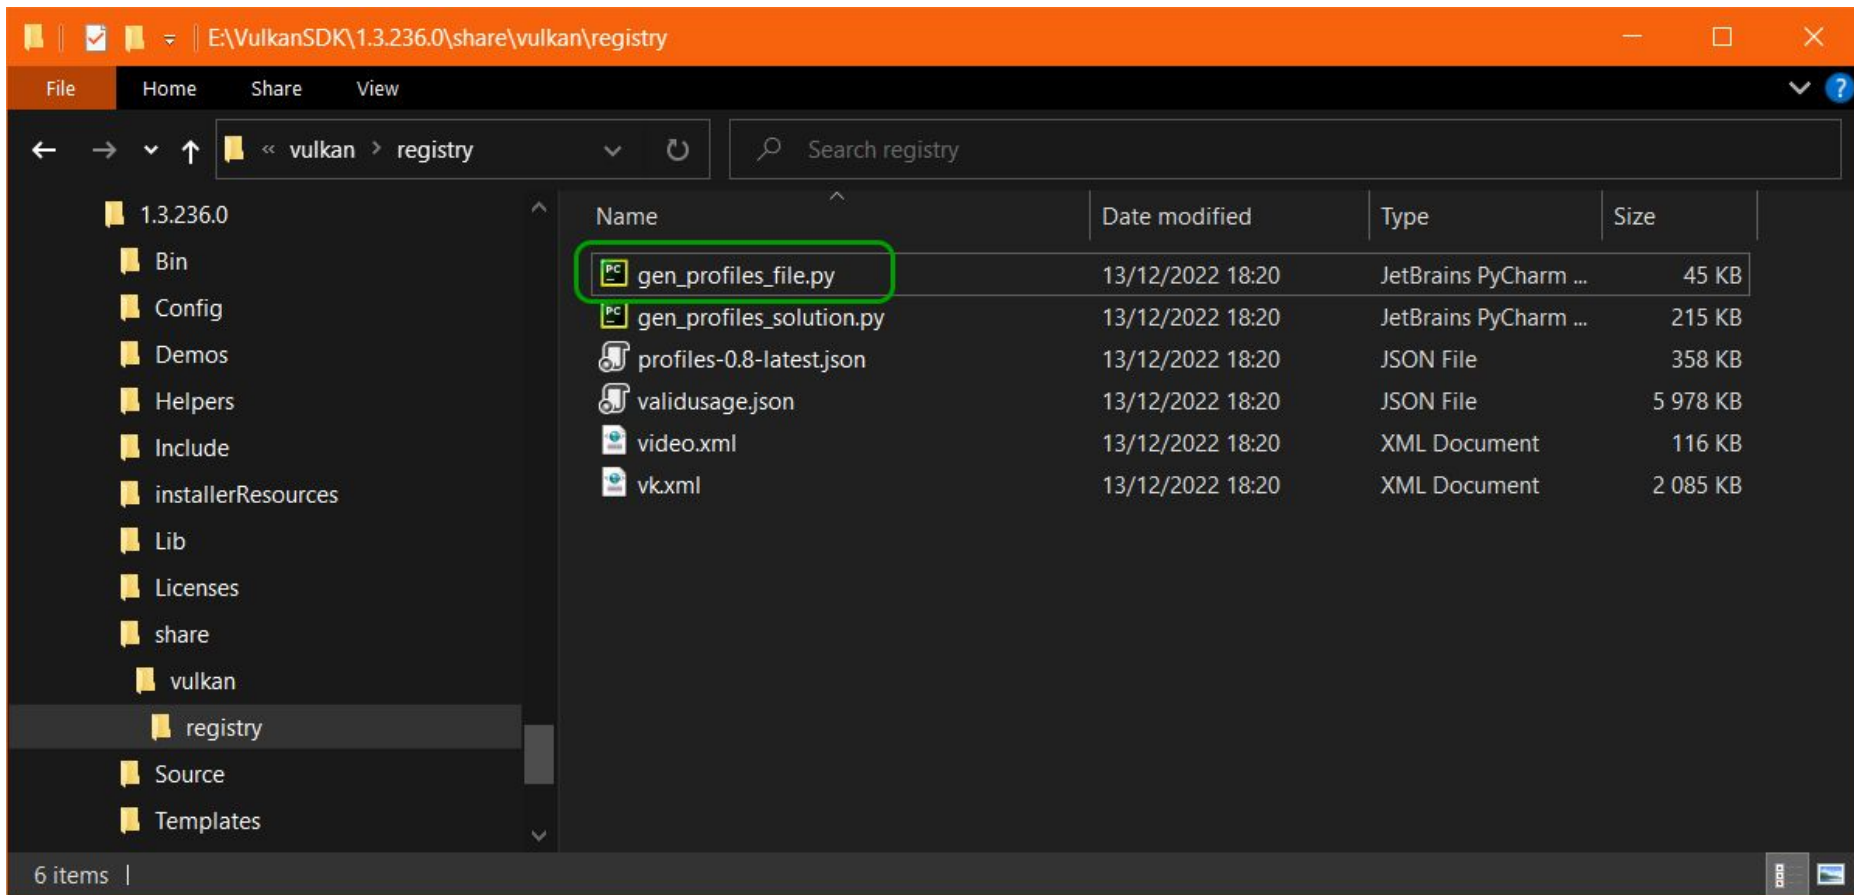 E:\VulkanSDK\1.3.236.0\share\vulkan\registry
File Home Share View
« vulkan > registry Search registry
1.3.236.0
Bin
Config
Demos
Helpers
Include
installerResources
Lib
Licenses
share
vulkan
registry
Source
Templates
Name Date modified Type Size
gen_profiles_file.py 13/12/2022 18:20 JetBrains PyCharm ... 45 KB
gen_profiles_solution.py 13/12/2022 18:20 JetBrains PyCharm ... 215 KB
profiles-0.8-latest.json 13/12/2022 18:20 JSON File 358 KB
validusage.json 13/12/2022 18:20 JSON File 5 978 KB
video.xml 13/12/2022 18:20 XML Document 116 KB
vk.xml 13/12/2022 18:20 XML Document 2 085 KB
6 items